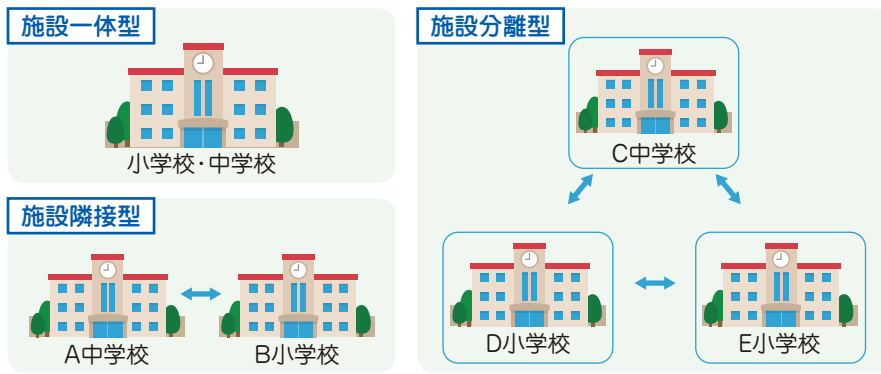 施設一体型
小学校・中学校
施設隣接型
A中学校
B小学校
施設分離型
C中学校
D小学校
E小学校